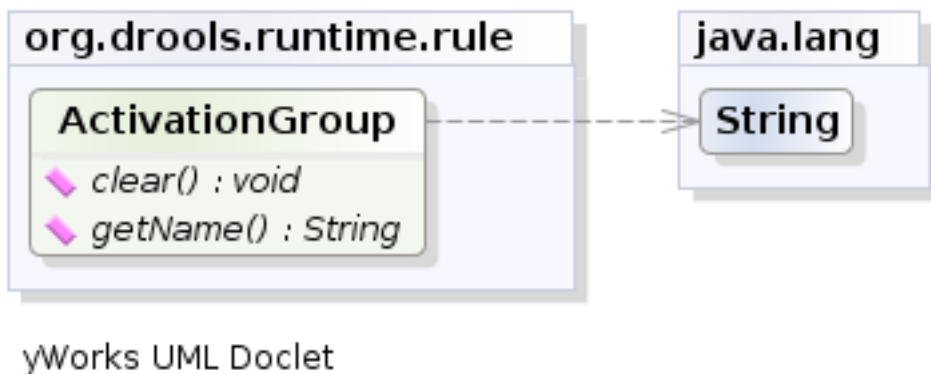 org.drools.runtime.rule
ActivationGroup
clear() : void
getName() : String
java.lang
String
yWorks UML Doclet